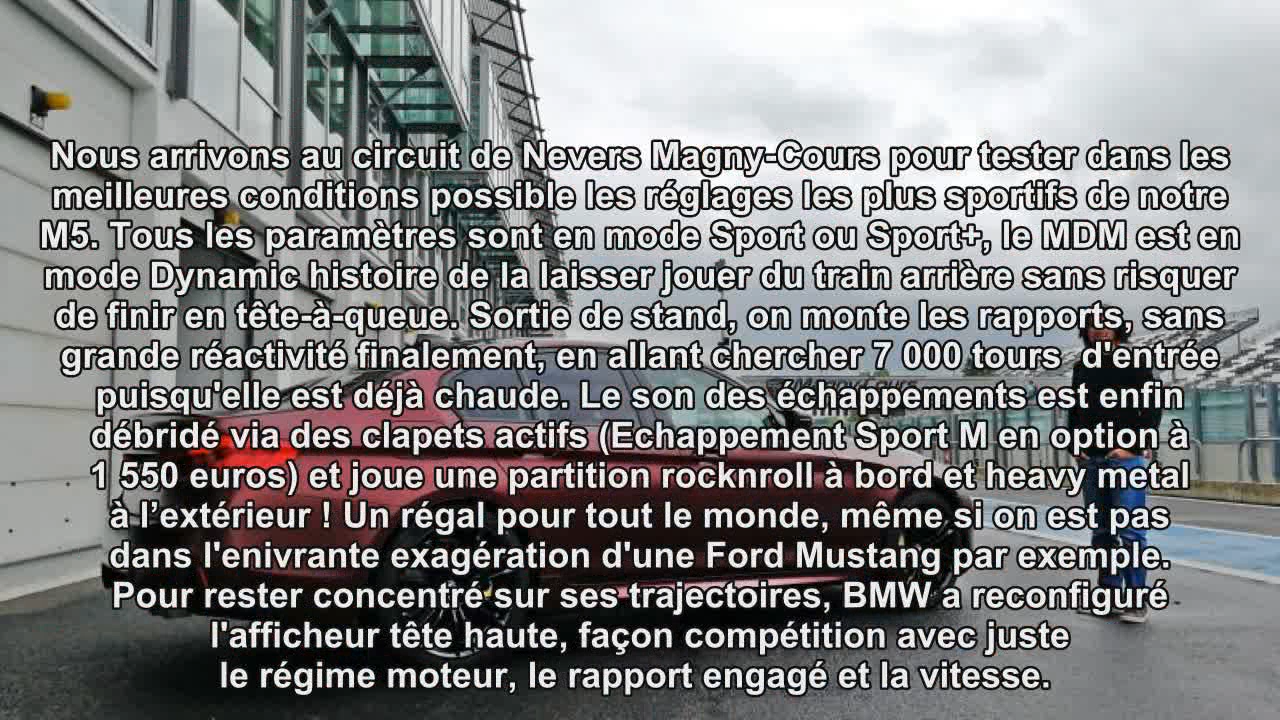 Nous arrivons au circuit de Nevers Magny-Cours pour tester dans les
meilleures conditions possible les réglages les plus sportifs de notre
M5. Tous les paramètres sont en mode Sport ou Sport+, le MDM est en
mode Dynamic histoire de la laisser jouer du train arrière sans risquer
de finir en tête-à-queue. Sortie de stand, on monte les rapports, sans
grande réactivité finalement, en allant chercher 7 000 tours  d'entrée
puisqu'elle est déjà chaude. Le son des échappements est enfin
débridé via des clapets actifs (Echappement Sport M en option à
1 550 euros) et joue une partition rocknroll à bord et heavy metal
à l’extérieur ! Un régal pour tout le monde, même si on est pas
dans l'enivrante exagération d'une Ford Mustang par exemple.
Pour rester concentré sur ses trajectoires, BMW a reconfiguré
l'afficheur tête haute, façon compétition avec juste
le régime moteur, le rapport engagé et la vitesse.